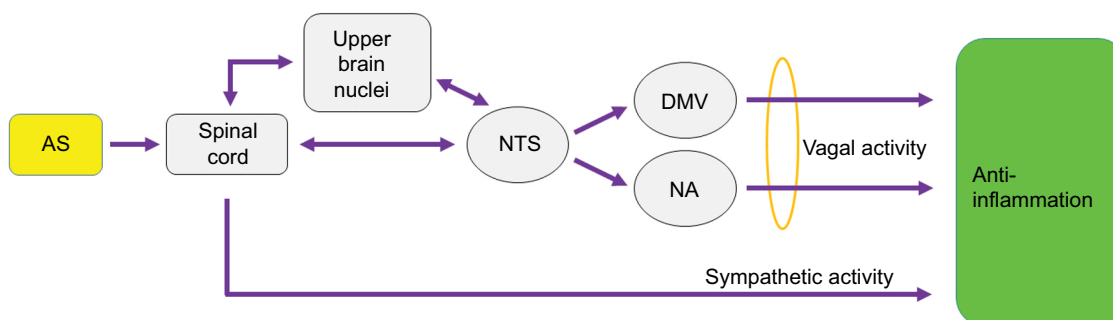 AS
Spinal
cord
Upper
brain
nuclei
NTS
DMV
NA
Vagal activity
Sympathetic activity
Anti-
inflammation